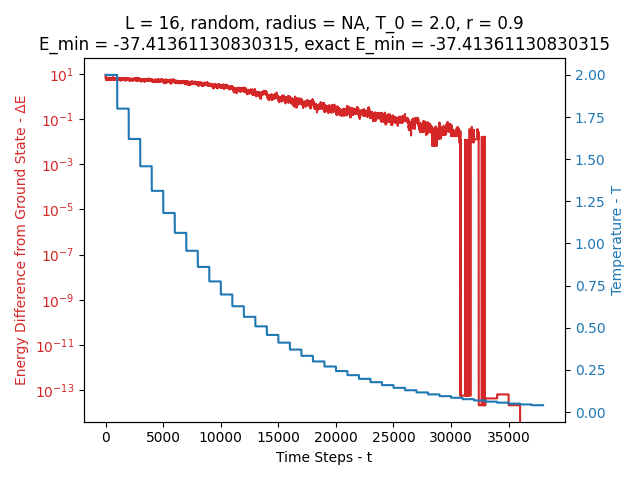 L = 16, random, radius = NA, T_0 = 2.0, r = 0.9
E_min = -37.41361130830315, exact E_min = -37.41361130830315
10^1
10^-1
10^-3
10^-5
10^-7
10^-9
10^-11
10^-13
Energy Difference from Ground State - ΔE
2.00
1.75
1.50
1.25
1.00
0.75
0.50
0.25
0.00
Temperature - T
0 5000 10000 15000 20000 25000 30000 35000
Time Steps - t